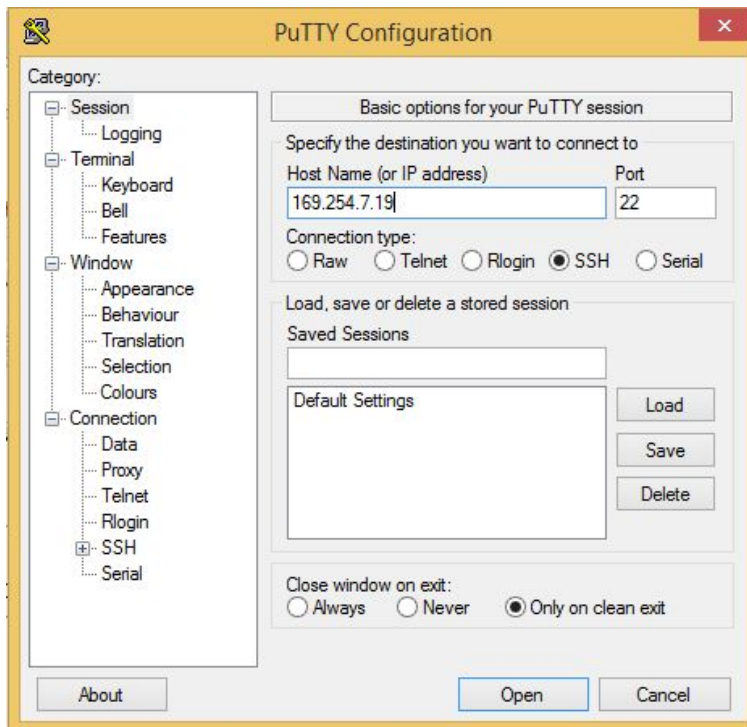 PuTTY Configuration
Category:
Session
Logging
Terminal
Keyboard
Bell
Features
Window
Appearance
Behaviour
Translation
Selection
Colours
Connection
Data
Proxy
Telnet
Rlogin
SSH
Serial
Basic options for your PuTTY session
Specify the destination you want to connect to
Host Name (or IP address) Port
169.254.7.19 22
Connection type:
Raw Telnet Rlogin SSH Serial
Load, save or delete a stored session
Saved Sessions
Default Settings
Load
Save
Delete
Close window on exit:
Always Never Only on clean exit
About Open Cancel